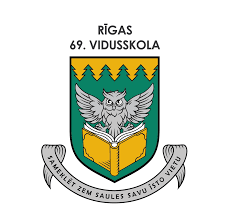 RĪGAS
69. VIDUSSKOLA
SAMEKLĒT ZEM SAULES SAVU ĪSTO VIETU